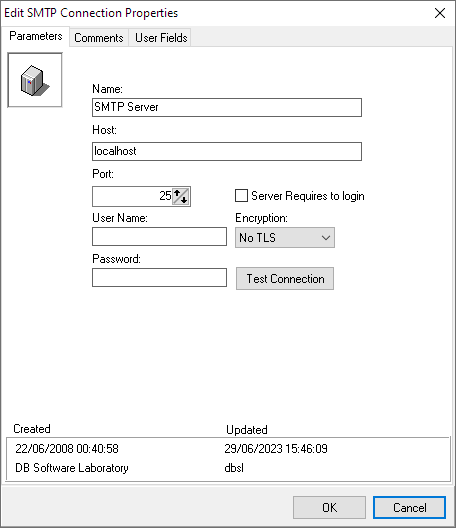 Edit SMTP Connection Properties
Parameters Comments User Fields
Name:
SMTP Server
Host:
localhost
Port:
25 Server Requires to login
User Name: Encryption:
No TLS
Password:
Test Connection
Created Updated
22/06/2008 00:40:58 29/06/2023 15:46:09
DB Software Laboratory dbsl
OK Cancel